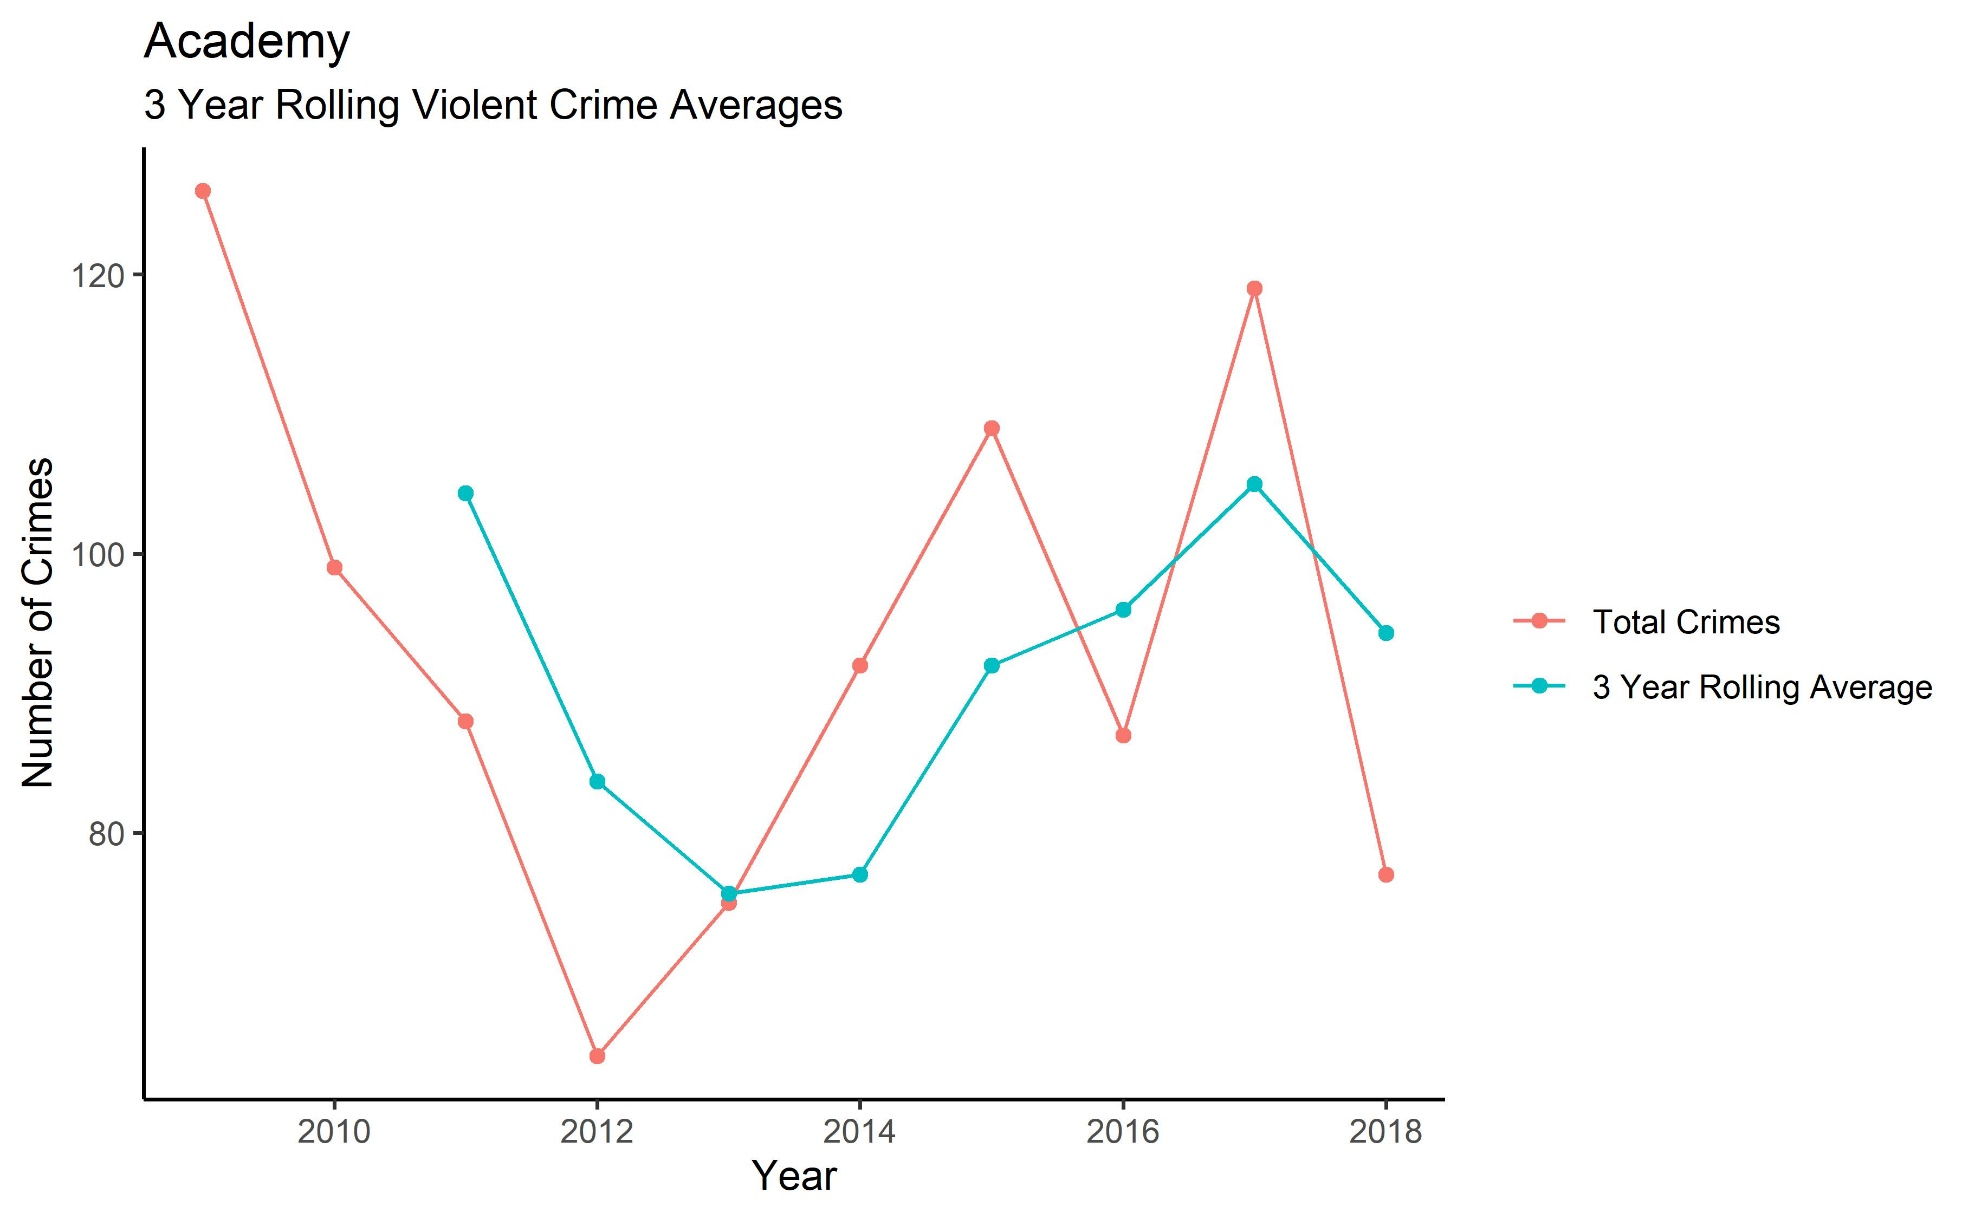 Academy
3 Year Rolling Violent Crime Averages
Number of Crimes
120
100
80
2010 2012 2014 2016 2018
Year
Total Crimes
3 Year Rolling Average